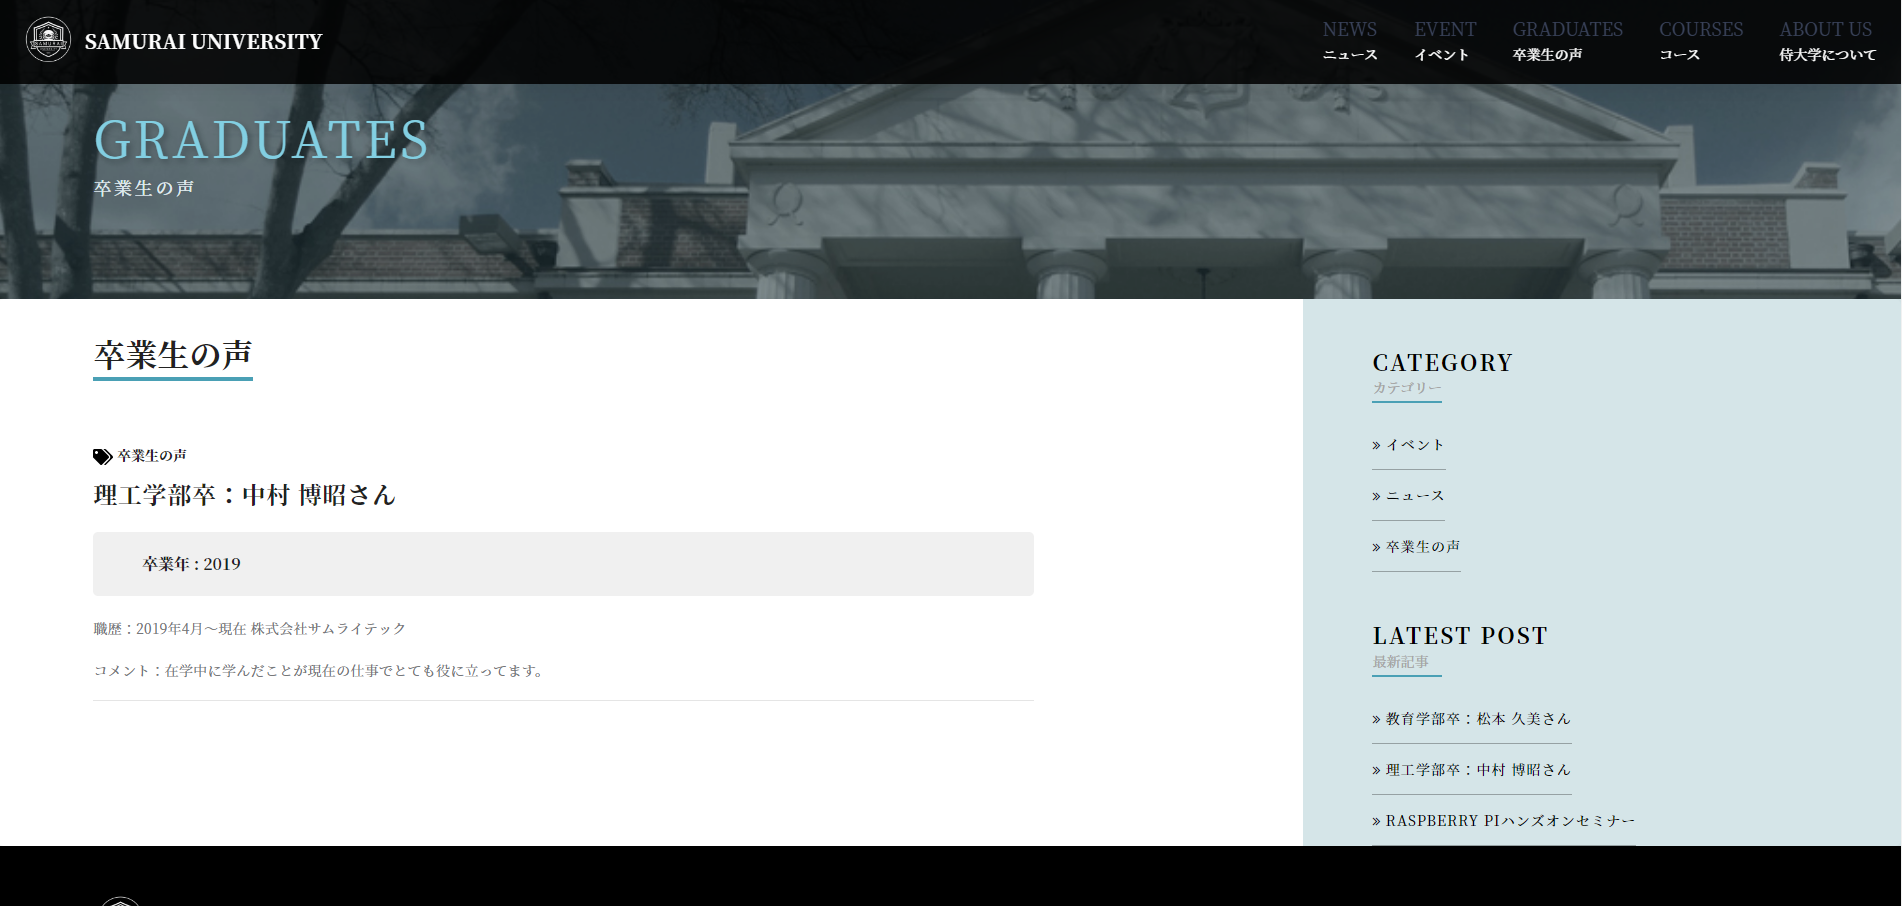 SAMURAI UNIVERSITY
NEWS
ニュース
EVENT
イベント
GRADUATES
卒業生の声
COURSES
コース
ABOUT US
侍大学について
GRADUATES
卒業生の声
卒業生の声
卒業生の声
理工学部卒：中村 博昭さん
卒業年 : 2019
職歴：2019年4月〜現在 株式会社サムライテック
コメント：在学中に学んだことが現在の仕事でとても役に立ってます。
CATEGORY
カテゴリー
» イベント
» ニュース
» 卒業生の声
LATEST POST
最新記事
» 教育学部卒：松本 久美さん
» 理工学部卒：中村 博昭さん
» RASPBERRY PIハンズオンセミナー